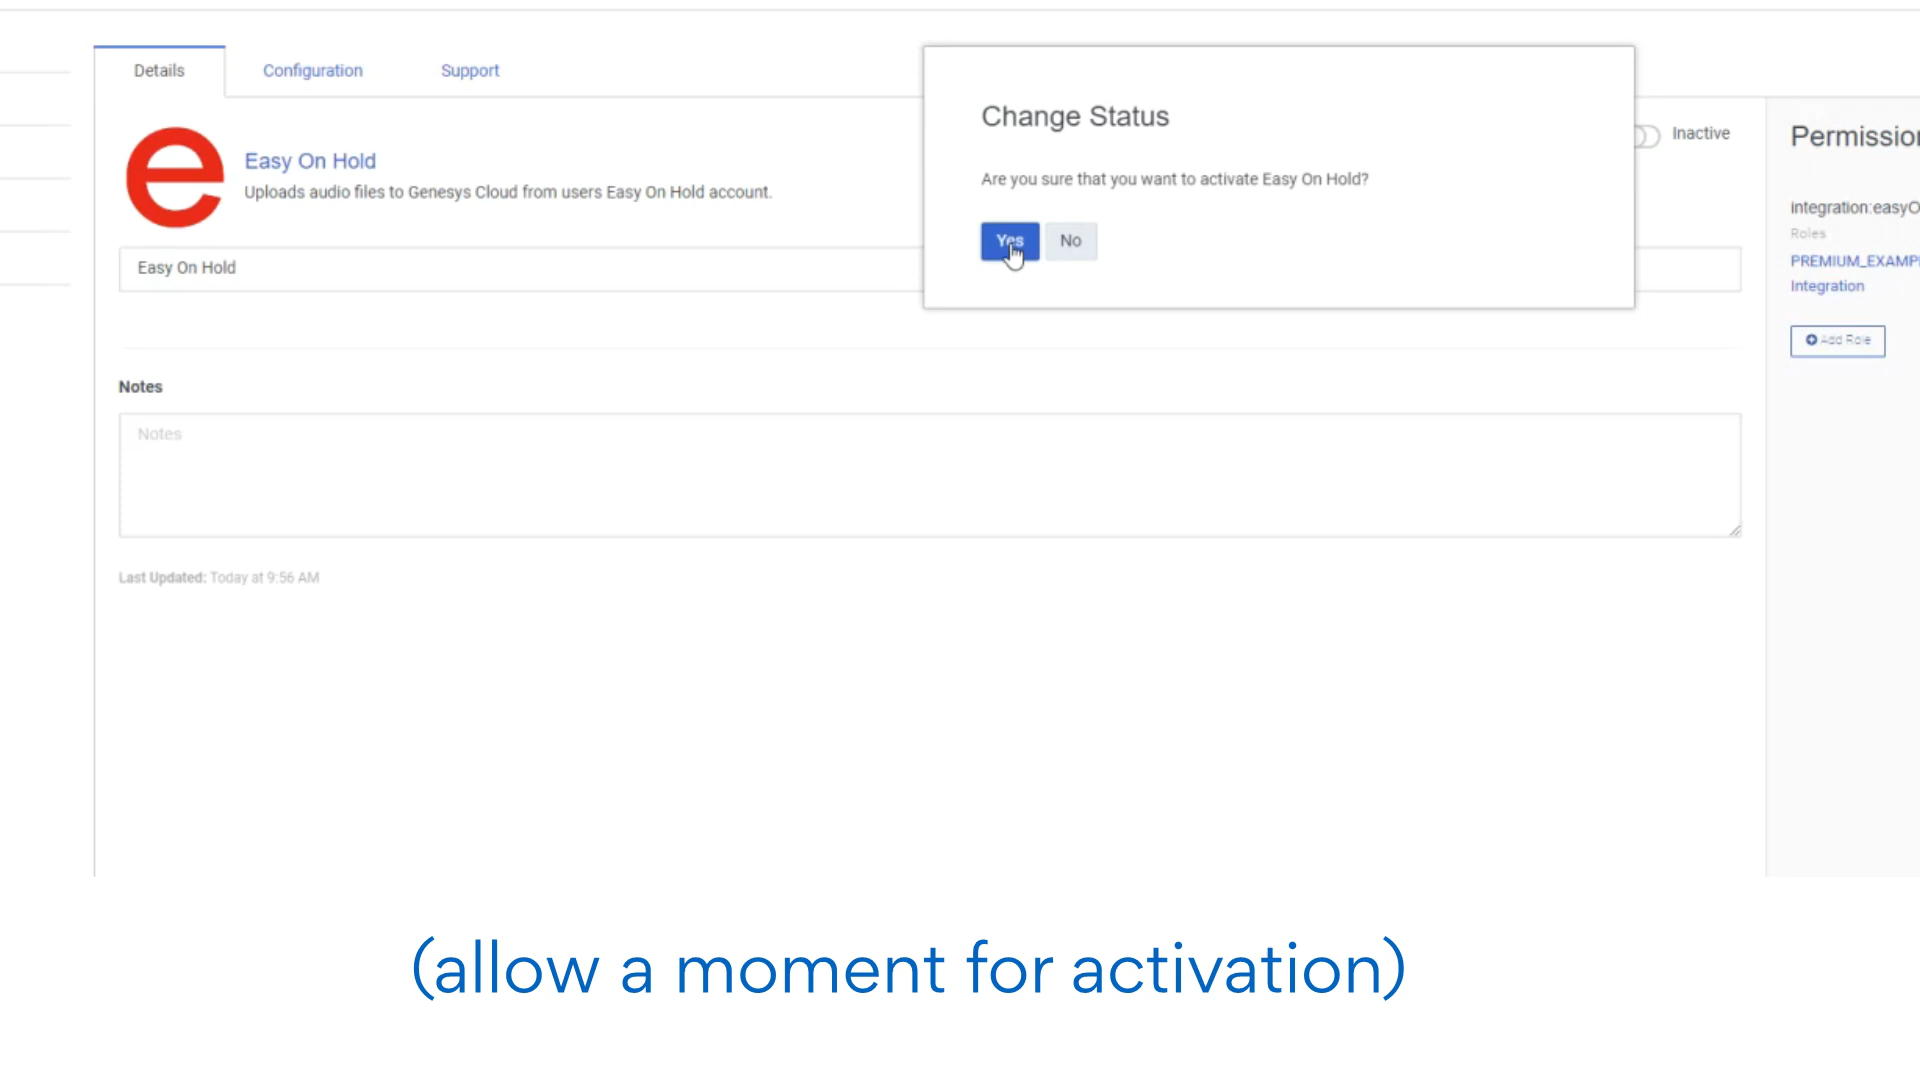 Details
Configuration
Support
Change Status
Are you sure that you want to activate Easy On Hold?
Yes
No
Inactive
e
Easy On Hold
Uploads audio files to Genesys Cloud from users Easy On Hold account.
Easy On Hold
Notes
Notes
Last Updated: Today at 9:56 AM
Permission
integration:easyO
Roles
PREMIUM_EXAMP
Integration
Add Role
(allow a moment for activation)